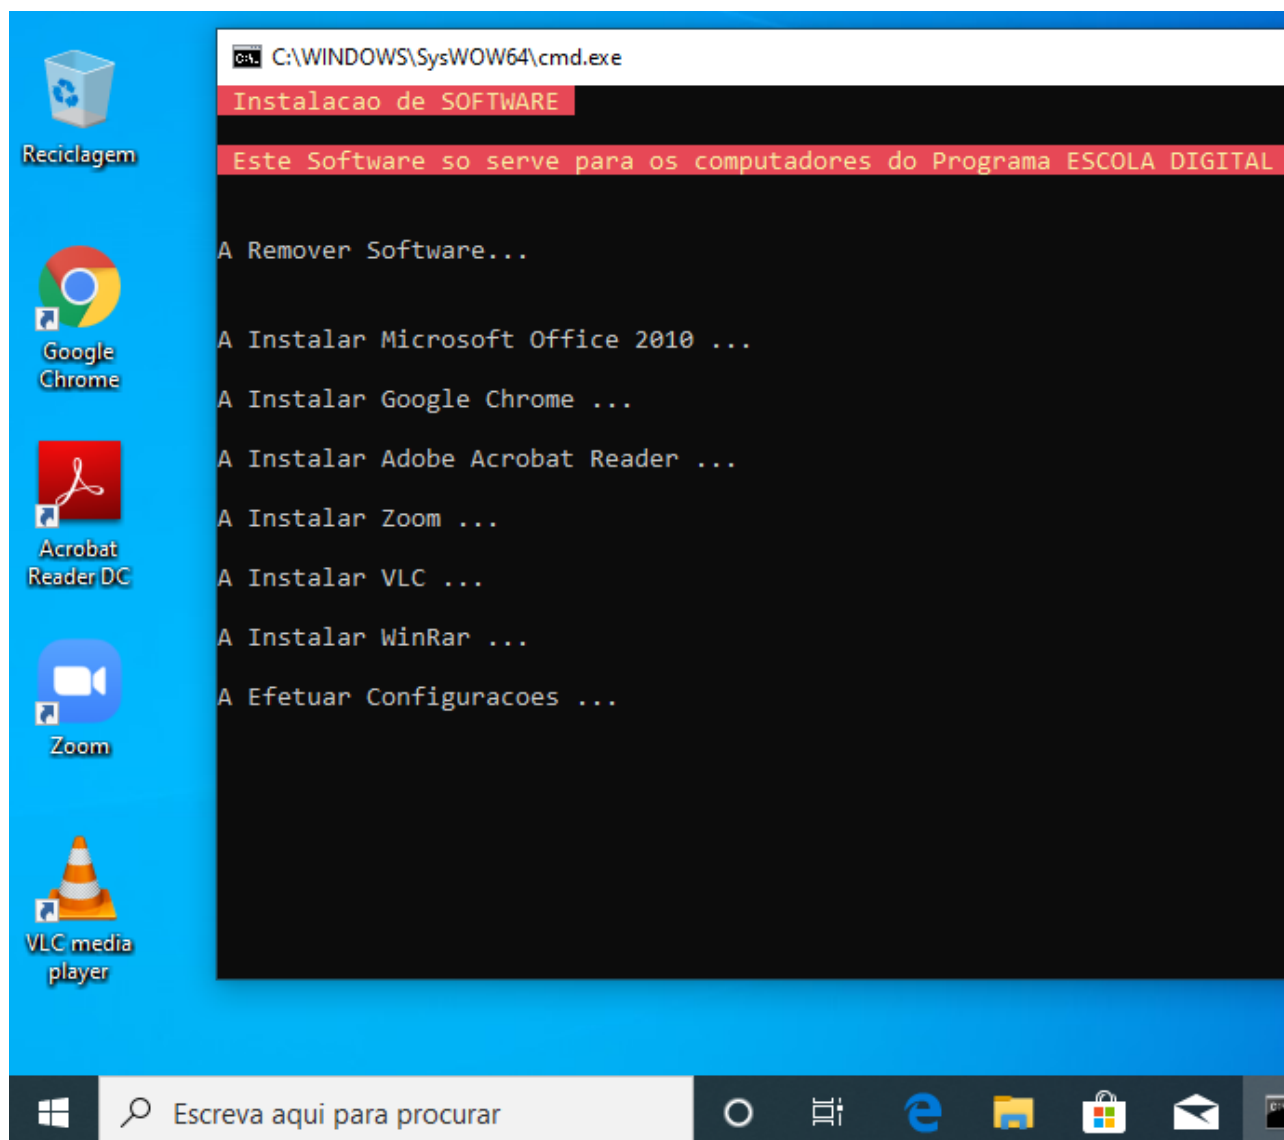 C:\WINDOWS\SysWOW64\cmd.exe
Instalacao de SOFTWARE
Este Software so serve para os computadores do Programa ESCOLA DIGITAL
A Remover Software...
A Instalar Microsoft Office 2010 ...
A Instalar Google Chrome ...
A Instalar Adobe Acrobat Reader ...
A Instalar Zoom ...
A Instalar VLC ...
A Instalar WinRar ...
A Efetuar Configuracoes ...
Reciclagem
Google
Chrome
Acrobat
Reader DC
Zoom
VLC media
player
Escreva aqui para procurar